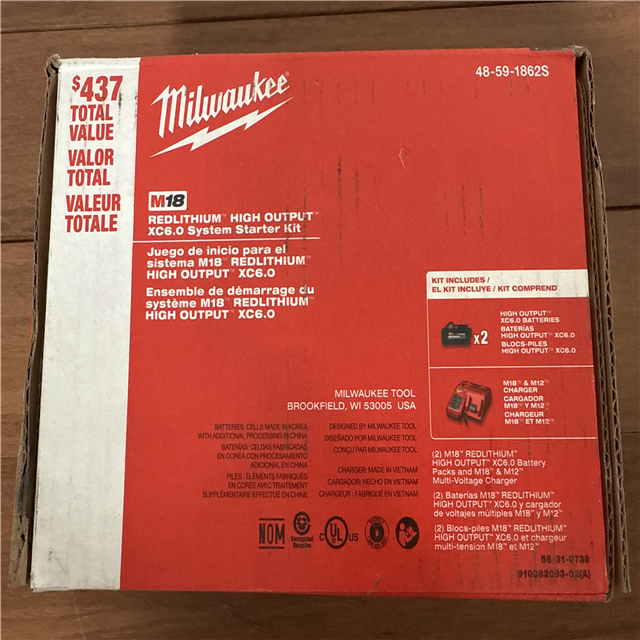 $437
TOTAL
VALUE
VALOR
TOTAL
VALEUR
TOTALE
Milwaukee
48-59-1862S
M18
REDLITHIUM™ HIGH OUTPUT™
XC6.0 System Starter Kit
Juego de inicio para el
sistema M18™ REDLITHIUM™
HIGH OUTPUT™ XC6.0
Ensemble de démarrage du
système M18™ REDLITHIUM™
HIGH OUTPUT™ XC6.0
KIT INCLUDES /
EL KIT INCLUYE / KIT COMPREND
x2
HIGH OUTPUT™
XC6.0 BATTERIES
BATERÍAS
HIGH OUTPUT™ XC6.0
BLOCS-PILES
HIGH OUTPUT™ XC6.0
M18™ & M12™
CHARGER
CARGADOR
M18™ Y M12™
CHARGEUR
M18™ ET M12™
MILWAUKEE TOOL
BROOKFIELD, WI 53005 USA
BATTERIES: CELLS MADE IN KOREA
WITH ADDITIONAL PROCESSING IN CHINA
BATERÍAS: CELDAS FABRICADAS
EN COREA CON PROCESAMIENTO
ADICIONAL EN CHINA
PILES : ÉLÉMENTS FABRIQUÉS
EN CORÉE AVEC TRAITEMENT
SUPPLÉMENTAIRE EFFECTUÉ EN CHINE
DESIGNED BY MILWAUKEE TOOL
DISEÑADO POR MILWAUKEE TOOL
CONÇU PAR MILWAUKEE TOOL
CHARGER: MADE IN VIETNAM
CARGADOR: HECHO EN VIETNAM
CHARGEUR : FABRIQUÉ EN VIETNAM
(2) M18™ REDLITHIUM™
HIGH OUTPUT™ XC6.0 Battery
Packs and M18™ & M12™
Multi-Voltage Charger
(2) Baterías M18™ REDLITHIUM™
HIGH OUTPUT™ XC6.0 y cargador
de voltajes múltiples M18™ y M12™
(2) Blocs-piles M18™ REDLITHIUM™
HIGH OUTPUT™ XC6.0 et chargeur
multi-tension M18™ et M12™
NOM
Corrugated
Recycles
c UL US
58-31-0739
910382093-02(A)